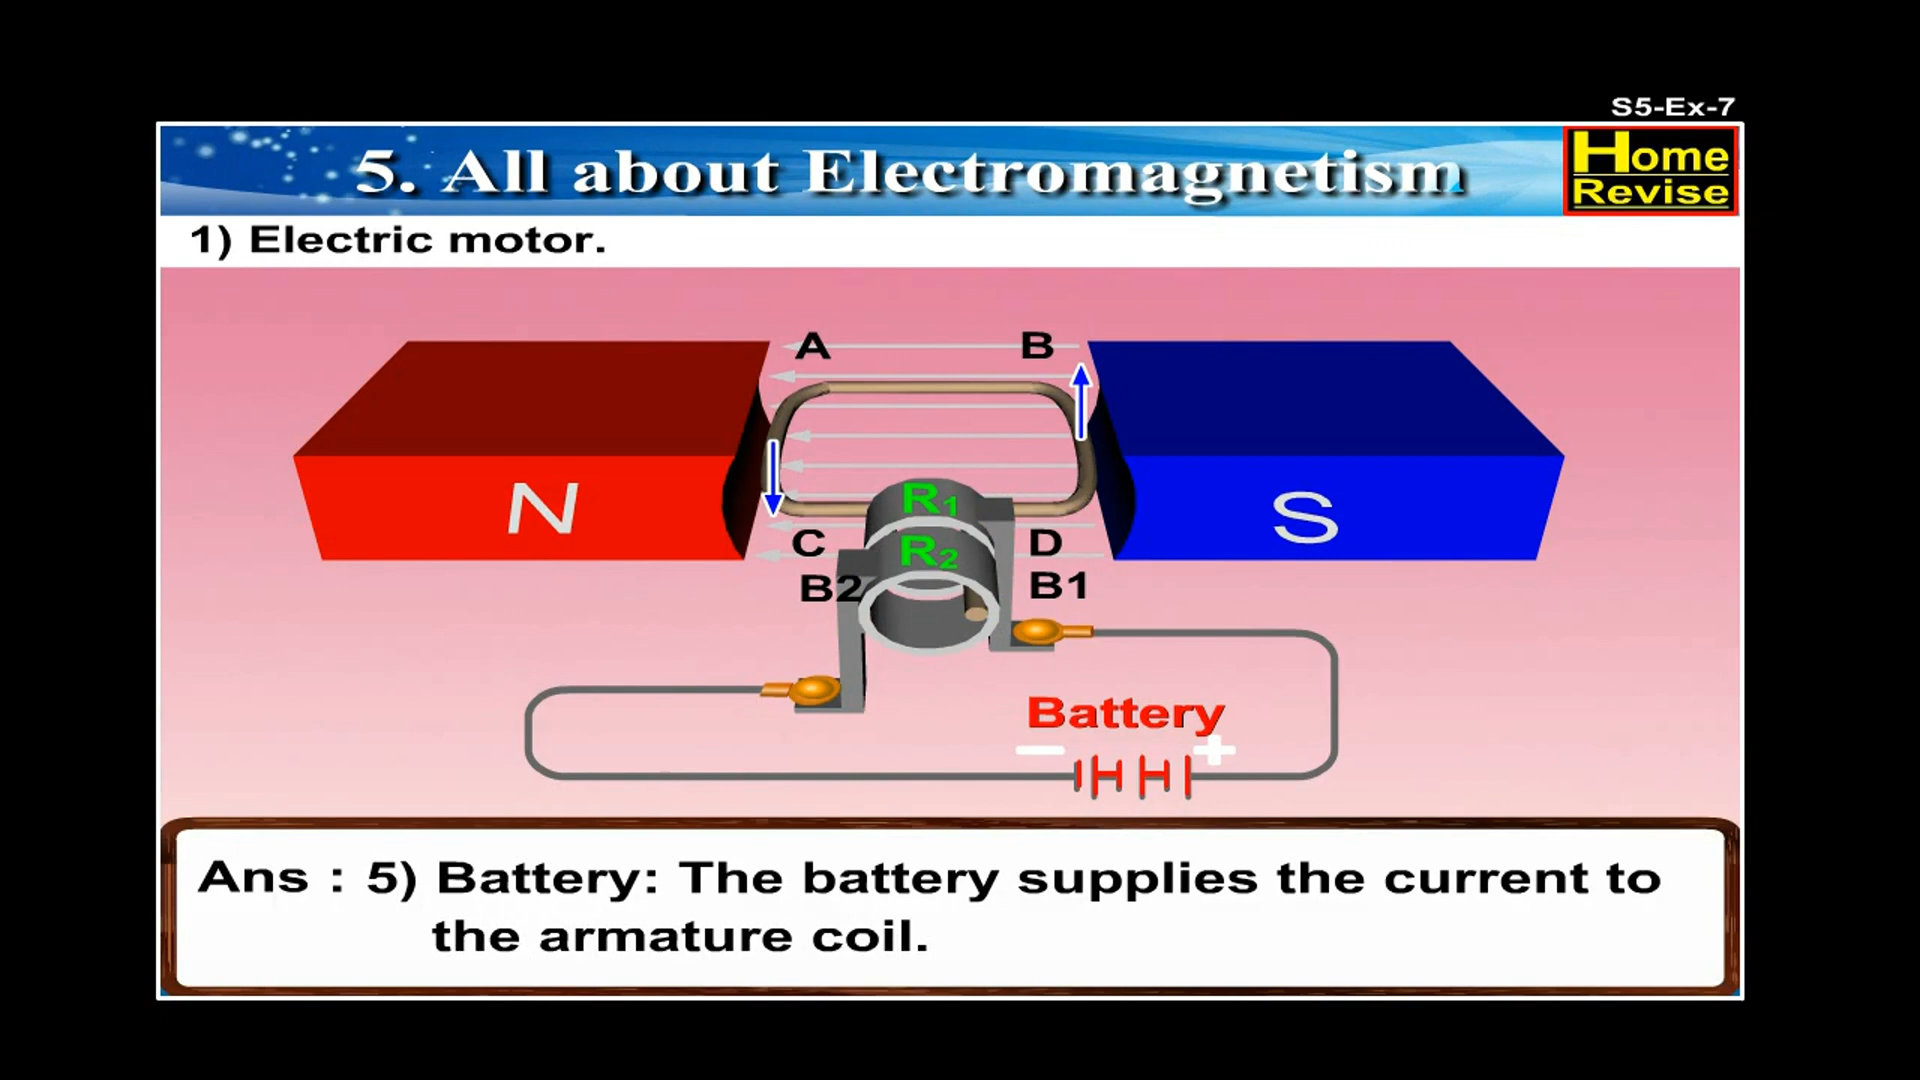 S5-Ex-7
5. All about Electromagnetism
Home
Revise
1) Electric motor.
A
B
N
S
R1
C
R2
D
B2
B1
Battery
− +
Ans : 5) Battery: The battery supplies the current to
the armature coil.